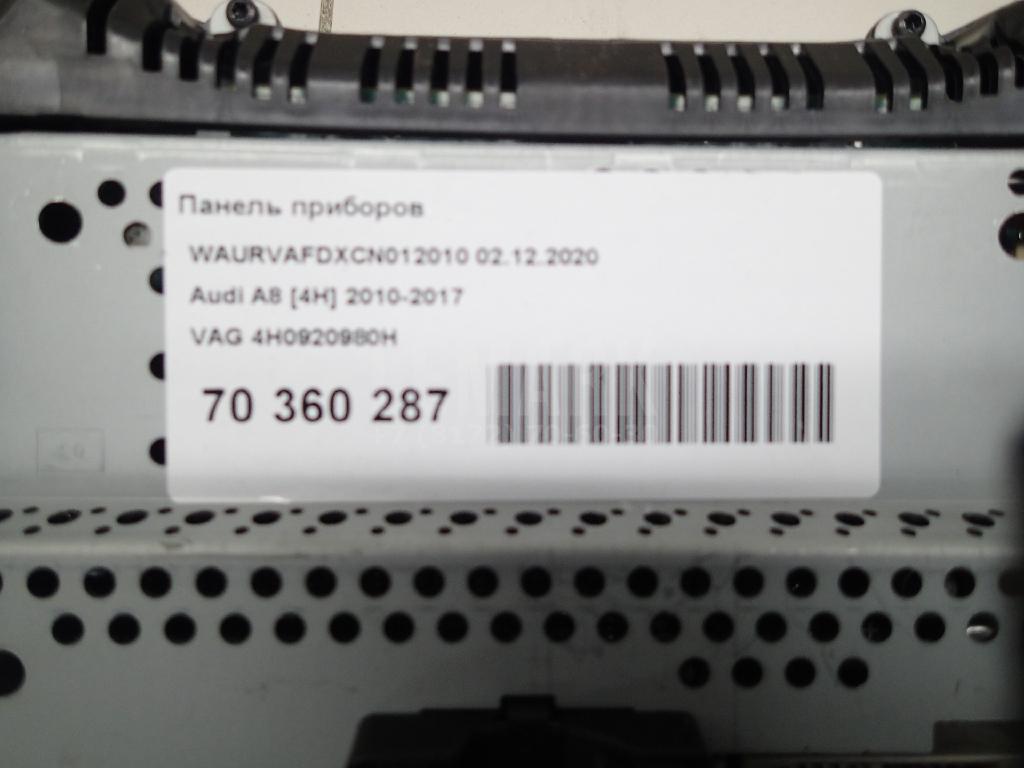 Панель приборов
WAURVAFDXCN012010 02.12.2020
Audi A8 [4H] 2010-2017
VAG 4H0920980H
70 360 287